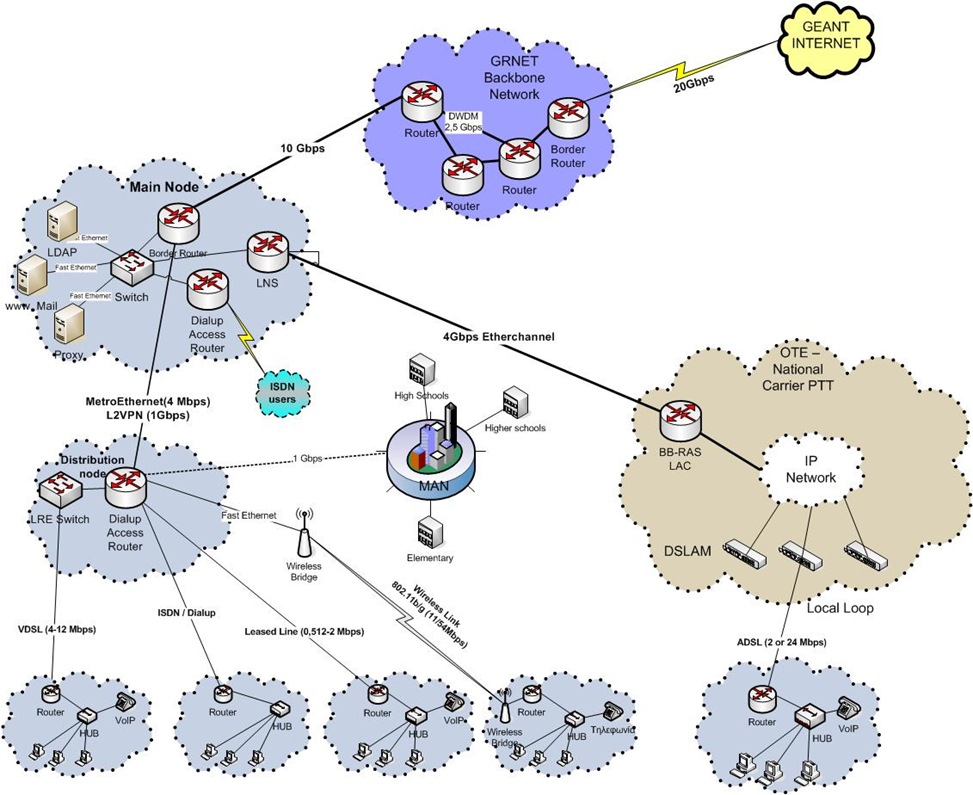 GEANT
INTERNET
GRNET
Backbone
Network
20Gbps
DWDM
2,5 Gbps
Router
Border
Router
Router
Router
10 Gbps
Main Node
LDAP
Fast Ethernet
Border Router
Fast Ethernet
LNS
www, Mail
Fast Ethernet
Switch
Dialup
Access
Router
Proxy
4Gbps Etherchannel
OTE –
National
Carrier PTT
ISDN
users
High Schools
MetroEthernet(4 Mbps)
L2VPN (1Gbps)
Higher schools
BB-RAS
LAC
IP
Network
Distribution
node
1 Gbps
MAN
LRE Switch
Dialup
Access
Router
Fast Ethernet
Wireless
Bridge
Elementary
DSLAM
Local Loop
Wireless Link
802.11b/g (11/54Mbps)
VDSL (4-12 Mbps)
ISDN / Dialup
Leased Line (0,512-2 Mbps)
ADSL (2 or 24 Mbps)
Router
VoIP
HUB
Router
HUB
Router
VoIP
HUB
Wireless
Bridge
Router
HUB
Τηλεφωνία
Router
VoIP
HUB